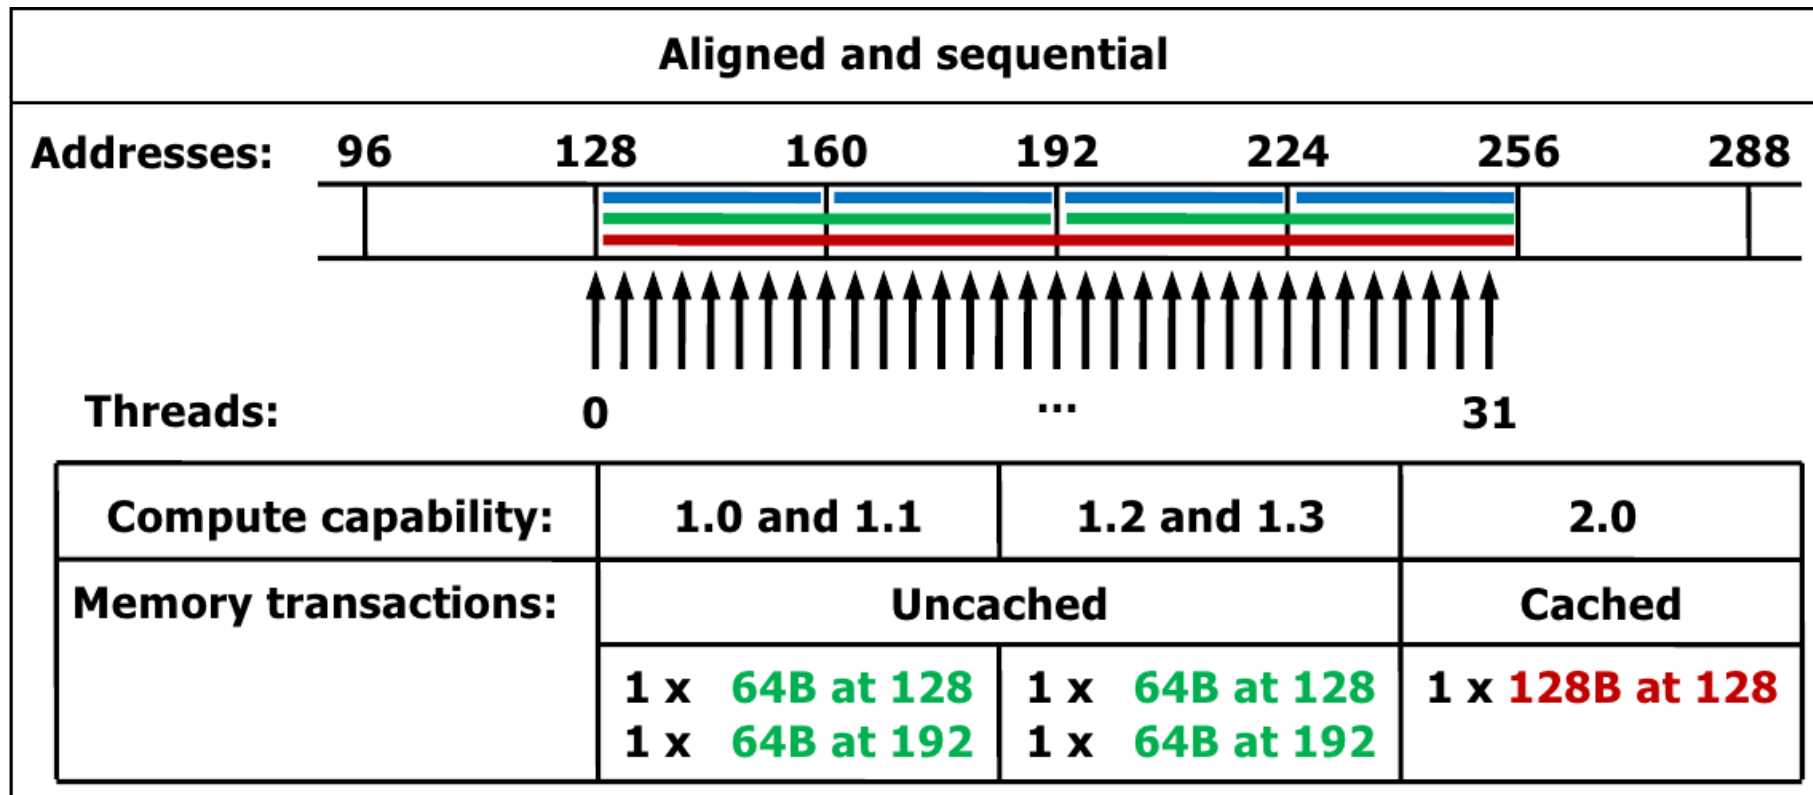 Aligned and sequential
Addresses: 96 128 160 192 224 256 288
Threads: 0 ... 31
Compute capability: 1.0 and 1.1 1.2 and 1.3 2.0
Memory transactions: Uncached Cached
1 x 64B at 128 1 x 64B at 128 1 x 128B at 128
1 x 64B at 192 1 x 64B at 192